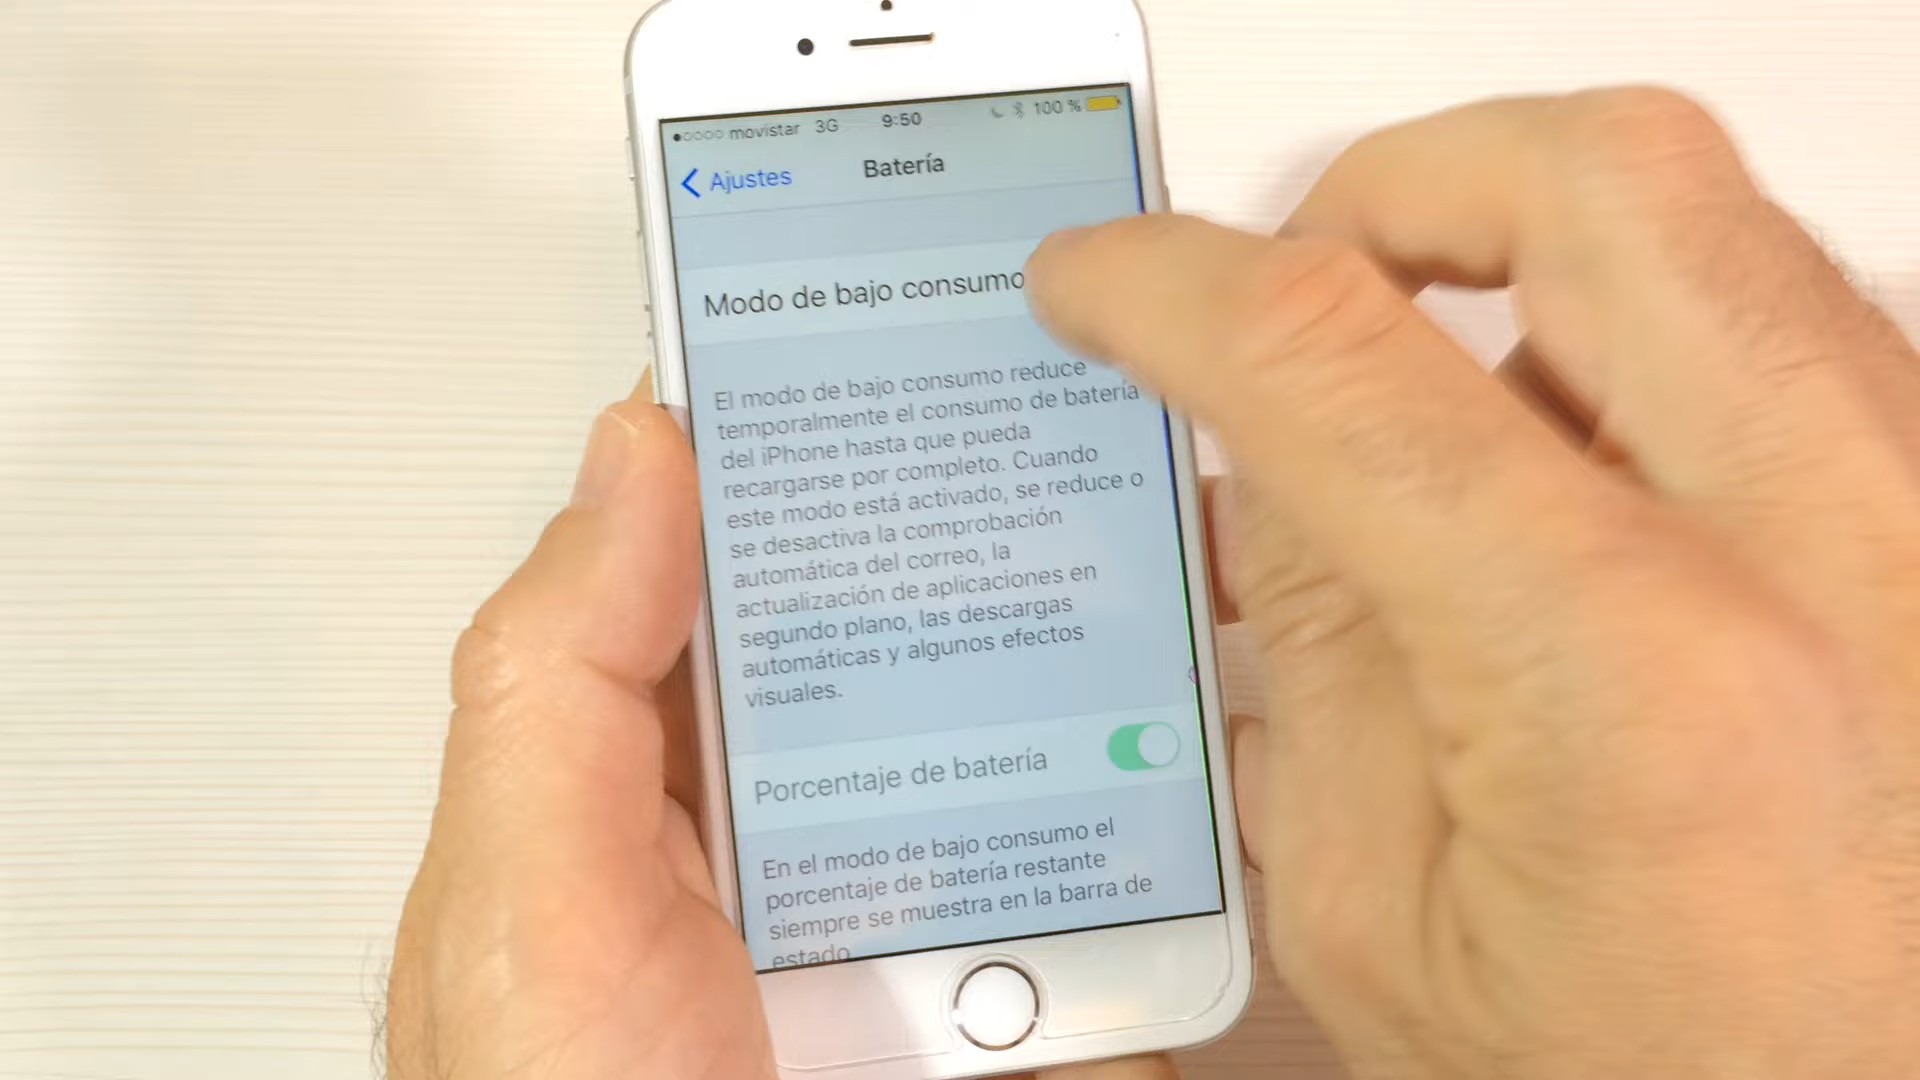 movistar 3G 9:50 100 %
Ajustes Batería
Modo de bajo consumo
El modo de bajo consumo reduce
temporalmente el consumo de batería
del iPhone hasta que pueda
recargarse por completo. Cuando
este modo está activado, se reduce o
se desactiva la comprobación
automática del correo, la
actualización de aplicaciones en
segundo plano, las descargas
automáticas y algunos efectos
visuales.
Porcentaje de batería
En el modo de bajo consumo el
porcentaje de batería restante
siempre se muestra en la barra de
estado